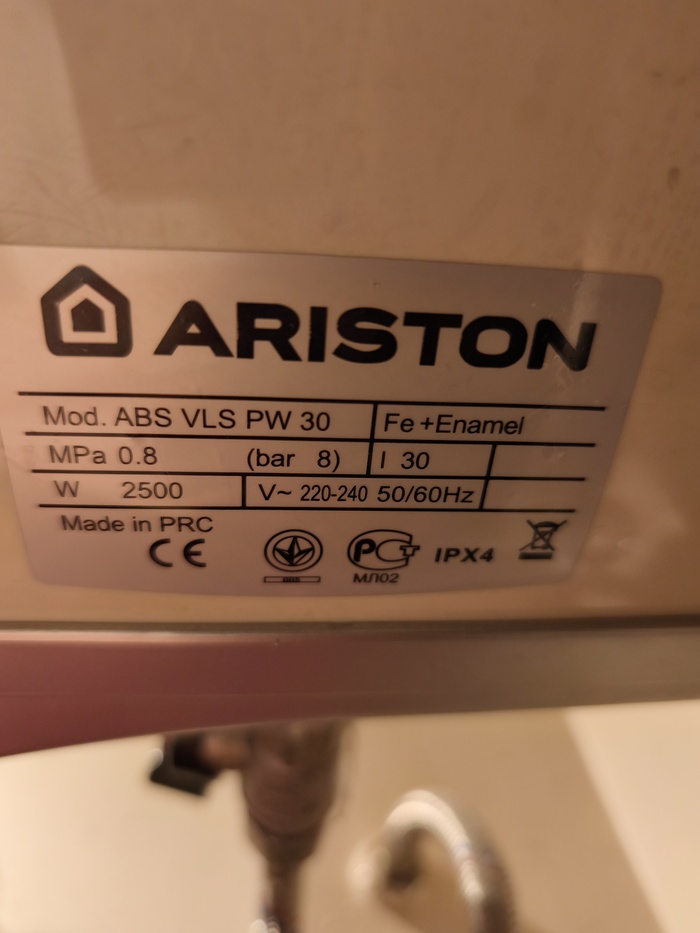 ARISTON
Mod. ABS VLS PW 30 Fe+Enamel
MPa 0.8 (bar 8) l 30
W 2500 V~ 220-240 50/60Hz
Made in PRC
CE РСТ IPX4
МЛ02